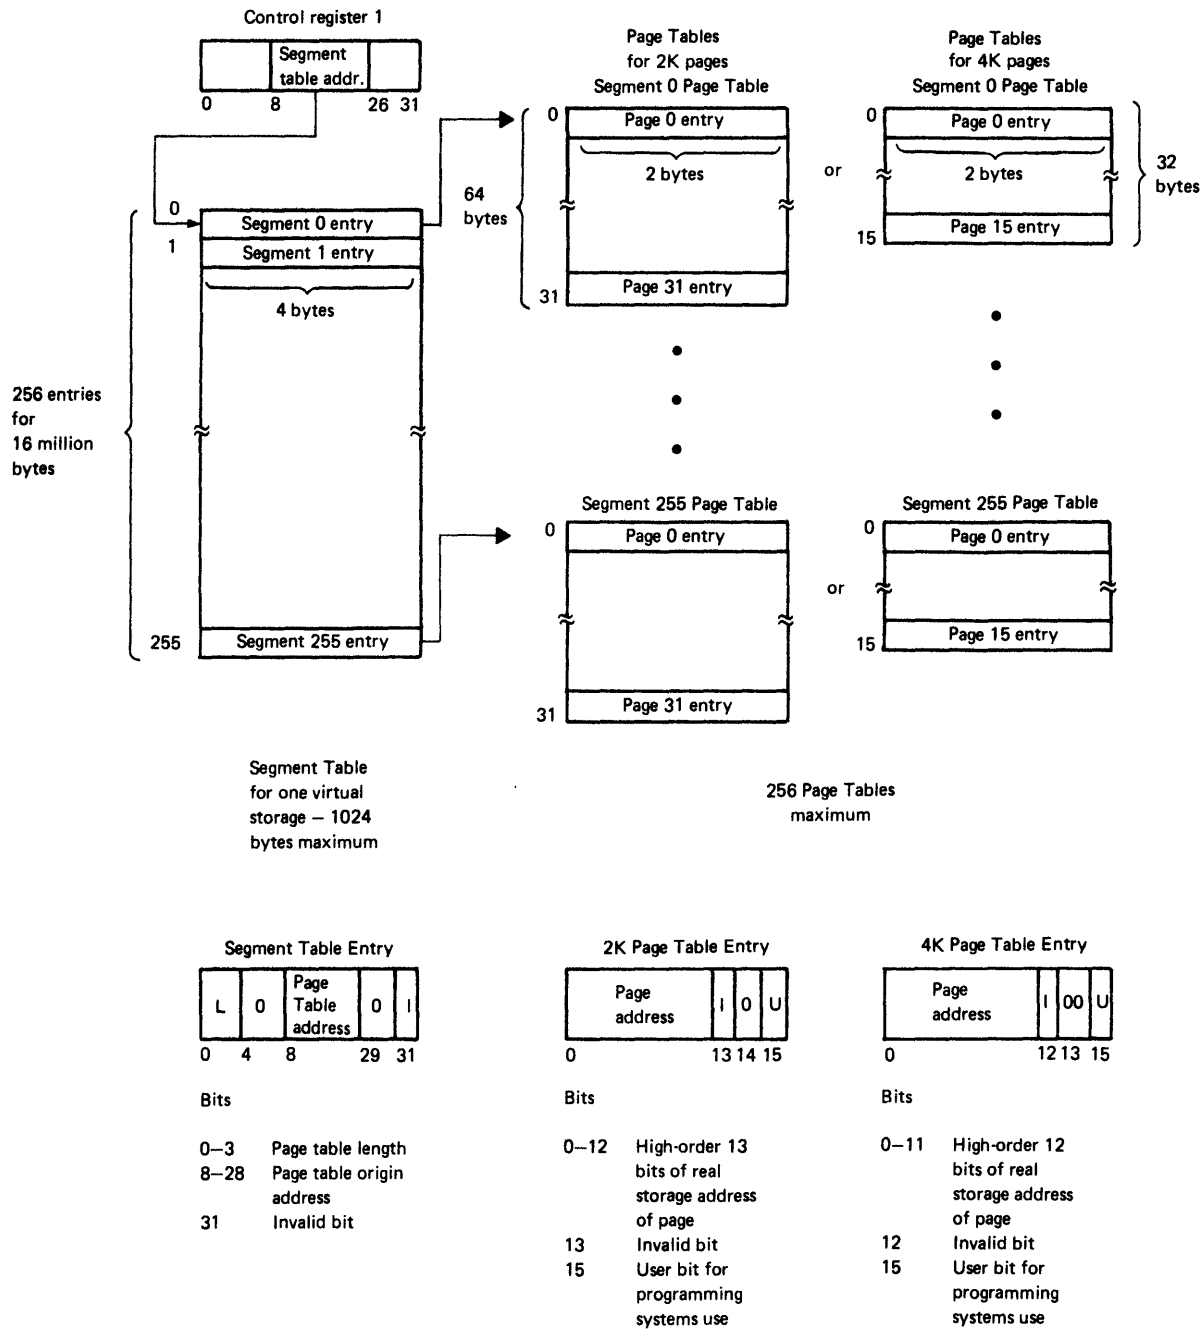 Control register 1
Segment
table addr.
0 8 26 31
Page Tables
for 2K pages
Segment 0 Page Table
Page Tables
for 4K pages
Segment 0 Page Table
0
Page 0 entry
2 bytes
64
bytes
31
Page 31 entry
or
0
Page 0 entry
2 bytes
32
bytes
15
Page 15 entry
0
Segment 0 entry
1
Segment 1 entry
4 bytes
256 entries
for
16 million
bytes
255
Segment 255 entry
Segment 255 Page Table
0
Page 0 entry
31
Page 31 entry
or
Segment 255 Page Table
0
Page 0 entry
15
Page 15 entry
Segment Table
for one virtual
storage – 1024
bytes maximum
256 Page Tables
maximum
Segment Table Entry
L 0 Page
Table
address 0 I
0 4 8 29 31
Bits
0–3 Page table length
8–28 Page table origin
address
31 Invalid bit
2K Page Table Entry
Page
address I 0 U
0 13 14 15
Bits
0–12 High-order 13
bits of real
storage address
of page
13 Invalid bit
15 User bit for
programming
systems use
4K Page Table Entry
Page
address I 00 U
0 12 13 15
Bits
0–11 High-order 12
bits of real
storage address
of page
12 Invalid bit
15 User bit for
programming
systems use